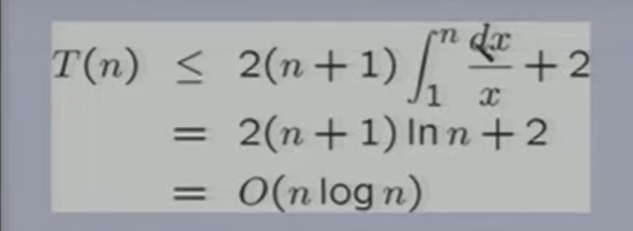 T(n) ≤ 2(n + 1) ∫₁ⁿ dx/x + 2
= 2(n + 1) ln n + 2
= O(n log n)